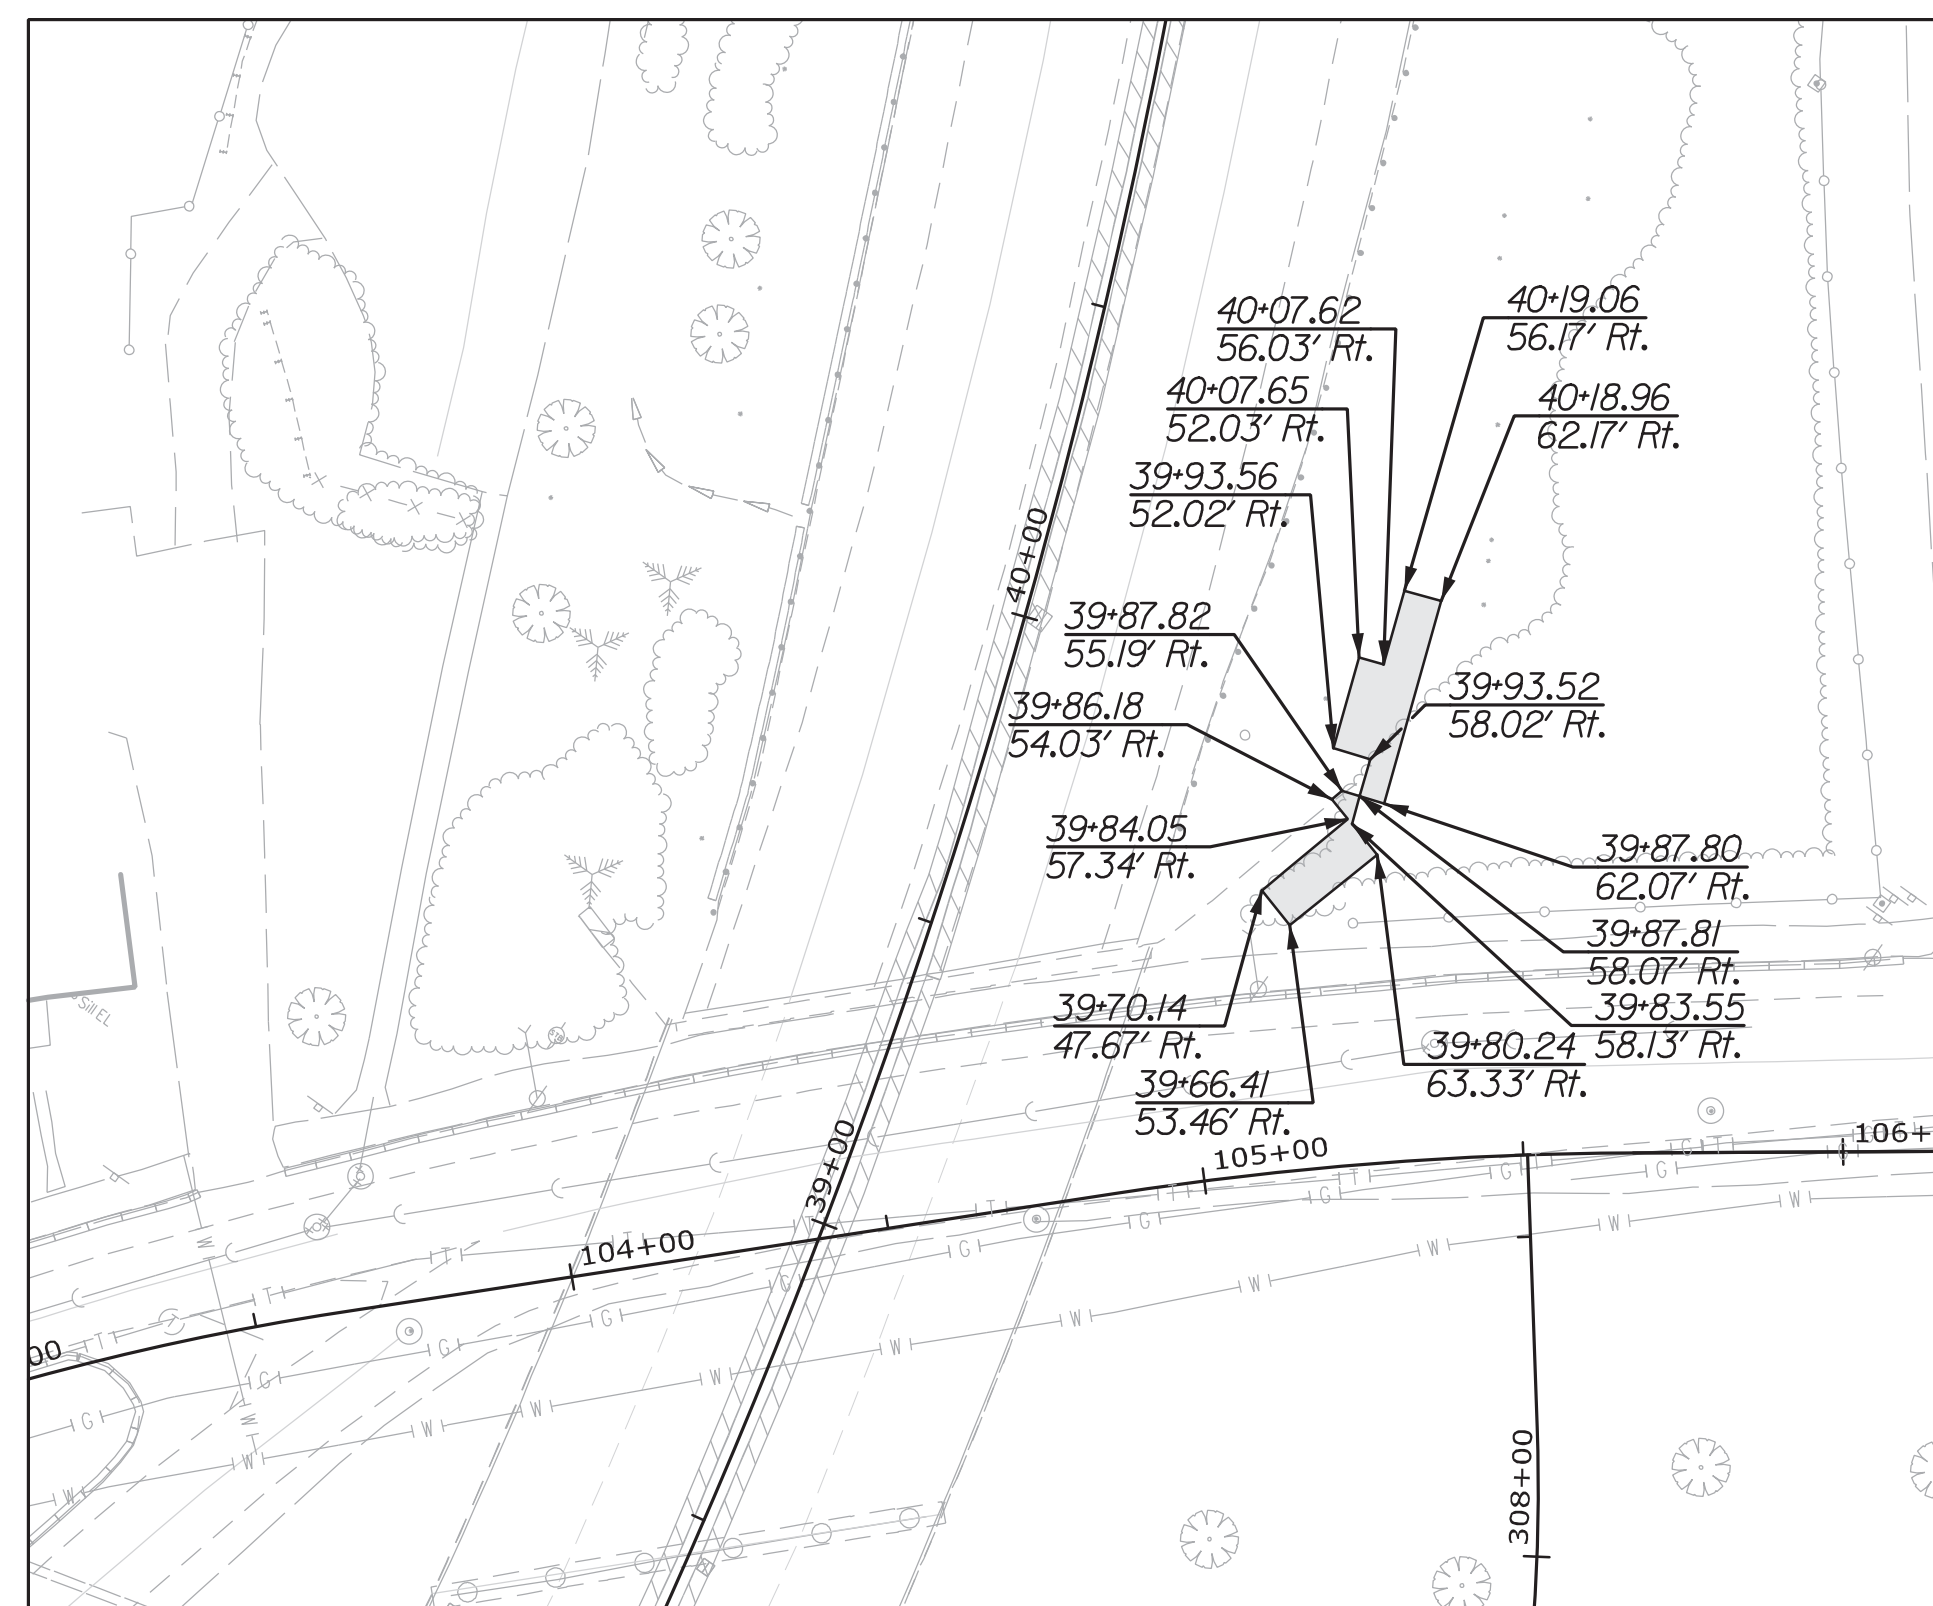 40+07.62
56.03' Rt.
40+19.06
56.17' Rt.
40+07.65
52.03' Rt.
40+18.96
62.17' Rt.
39+93.56
52.02' Rt.
40+00
39+87.82
55.19' Rt.
39+93.52
58.02' Rt.
39+86.18
54.03' Rt.
39+84.05
57.34' Rt.
39+87.80
62.07' Rt.
39+87.81
58.07' Rt.
Sill EL
39+70.14
47.67' Rt.
39+83.55
58.13' Rt.
39+80.24
63.33' Rt.
39+66.41
53.46' Rt.
39+00
105+00
106+
104+00
00
308+00
T
T
T
T
T
T
T
G
G
G
G
G
G
G
G
G
G
W
W
W
W
W
W
W
W
W
W
W